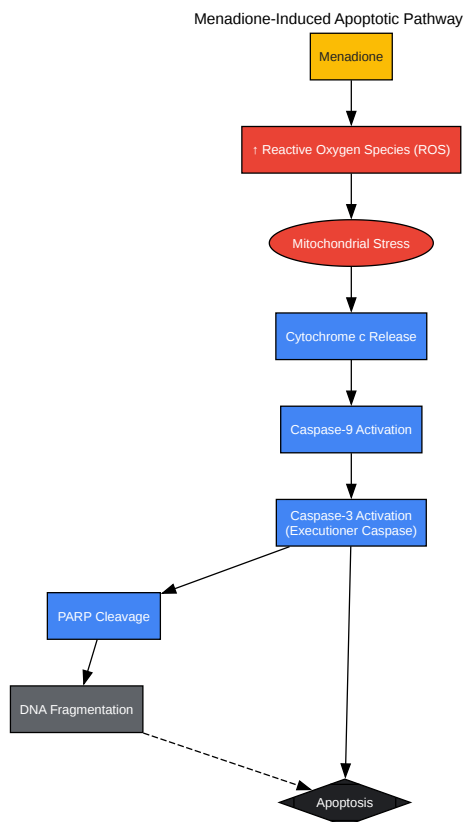 Menadione-Induced Apoptotic Pathway
Menadione
↑ Reactive Oxygen Species (ROS)
Mitochondrial Stress
Cytochrome c Release
Caspase-9 Activation
Caspase-3 Activation
(Executioner Caspase)
PARP Cleavage
DNA Fragmentation
Apoptosis